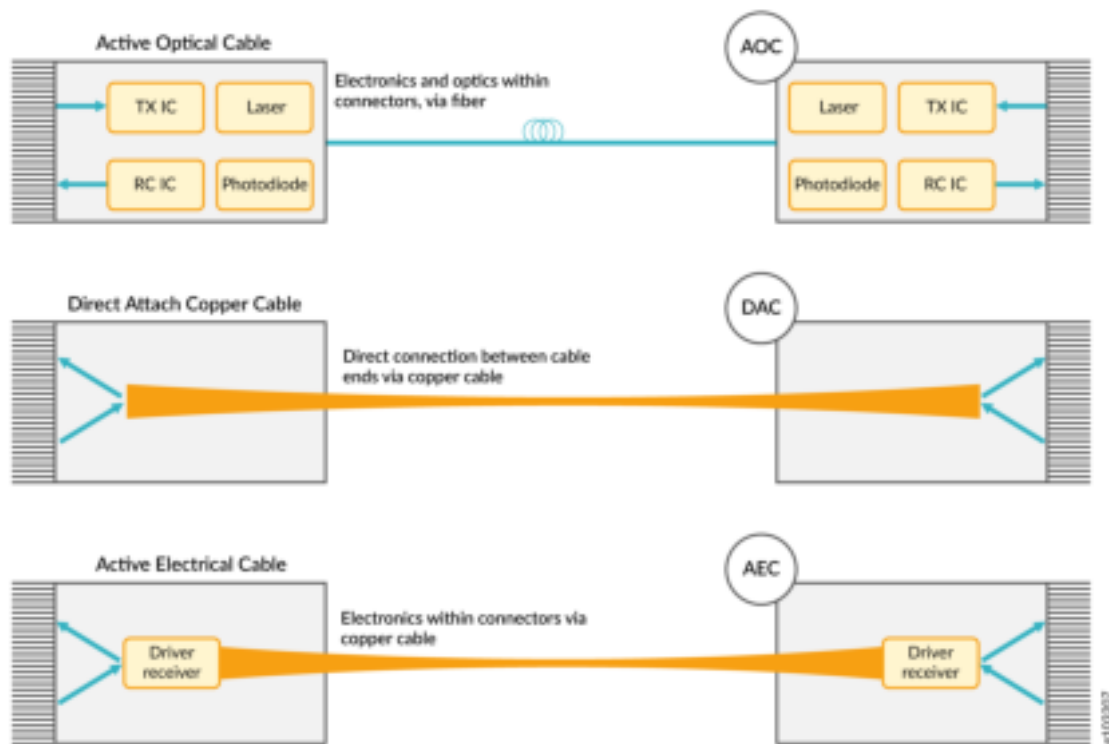 Active Optical Cable
AOC
Electronics and optics within
connectors, via fiber
TX IC
Laser
Laser
TX IC
RC IC
Photodiode
Photodiode
RC IC
Direct Attach Copper Cable
DAC
Direct connection between cable
ends via copper cable
Active Electrical Cable
AEC
Electronics within connectors via
copper cable
Driver
receiver
Driver
receiver